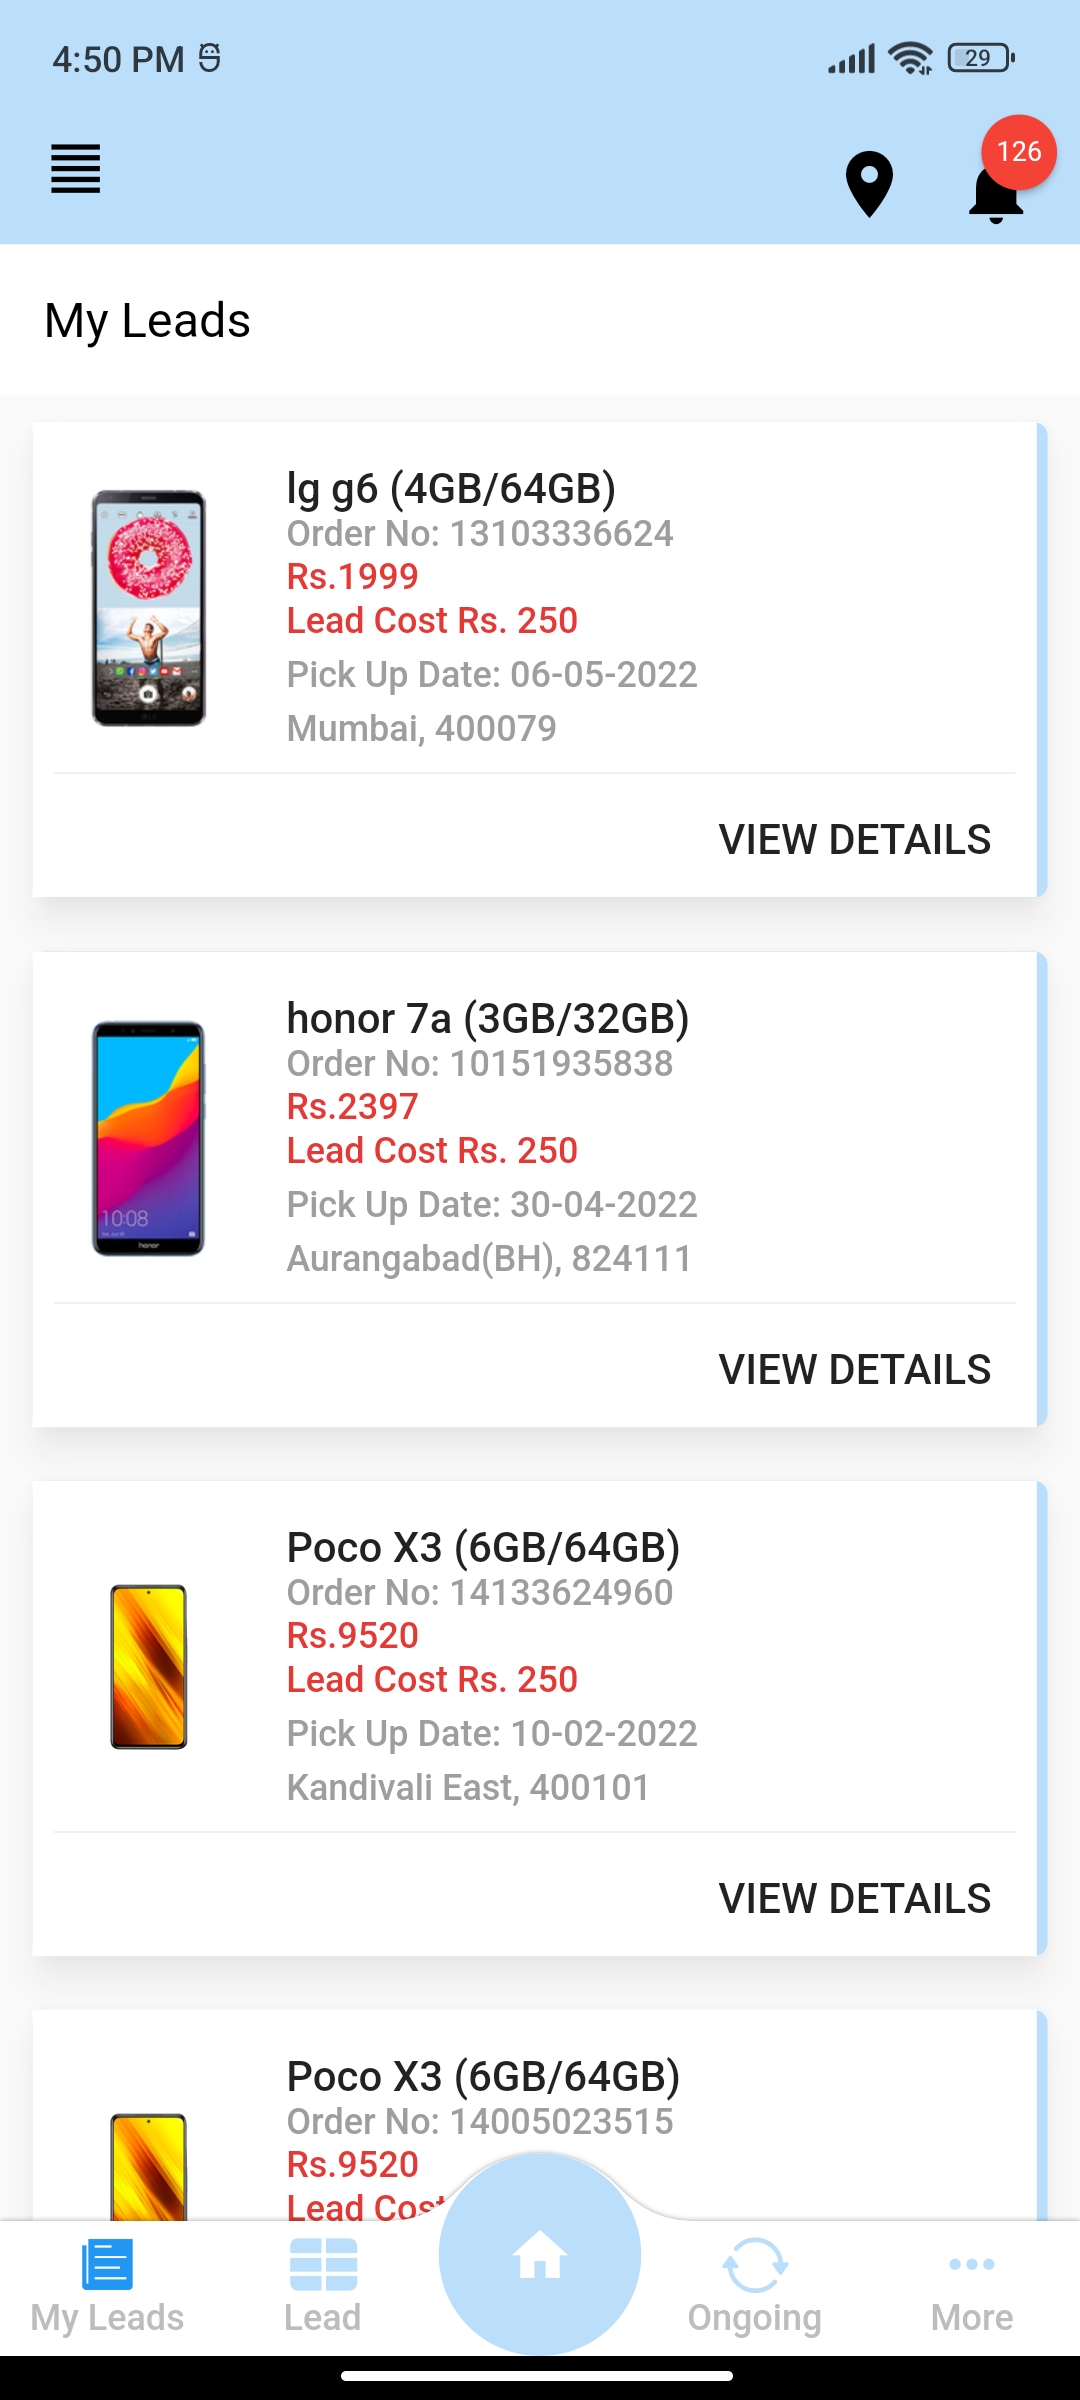 4:50 PM
29
126
My Leads
lg g6 (4GB/64GB)
Order No: 13103336624
Rs.1999
Lead Cost Rs. 250
Pick Up Date: 06-05-2022
Mumbai, 400079
VIEW DETAILS
honor 7a (3GB/32GB)
Order No: 10151935838
Rs.2397
Lead Cost Rs. 250
Pick Up Date: 30-04-2022
Aurangabad(BH), 824111
10:08
honor
VIEW DETAILS
Poco X3 (6GB/64GB)
Order No: 14133624960
Rs.9520
Lead Cost Rs. 250
Pick Up Date: 10-02-2022
Kandivali East, 400101
VIEW DETAILS
Poco X3 (6GB/64GB)
Order No: 14005023515
Rs.9520
Lead Cost
My Leads
Lead
Ongoing
More